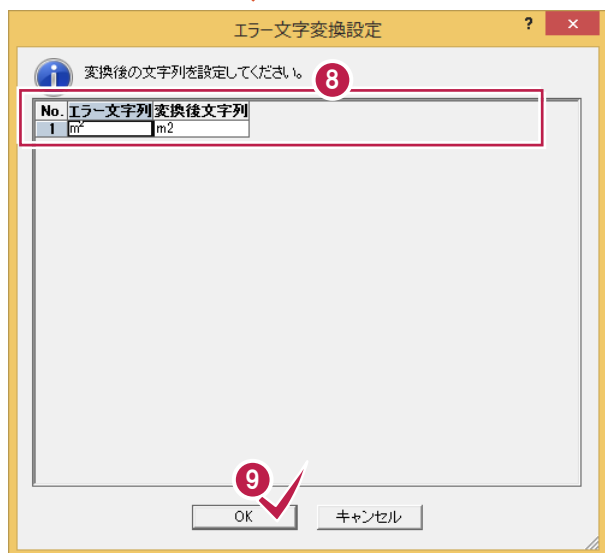 エラー文字変換設定 ? ×
変換後の文字列を設定してください。 8
No. エラー文字列 変換後文字列
1 m² m2
9
OK キャンセル